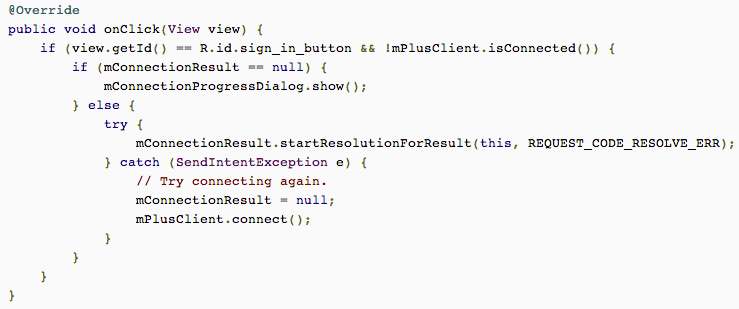 @Override
public void onClick(View view) {
    if (view.getId() == R.id.sign_in_button && !mPlusClient.isConnected()) {
        if (mConnectionResult == null) {
            mConnectionProgressDialog.show();
        } else {
            try {
                mConnectionResult.startResolutionForResult(this, REQUEST_CODE_RESOLVE_ERR);
            } catch (SendIntentException e) {
                // Try connecting again.
                mConnectionResult = null;
                mPlusClient.connect();
            }
        }
    }
}